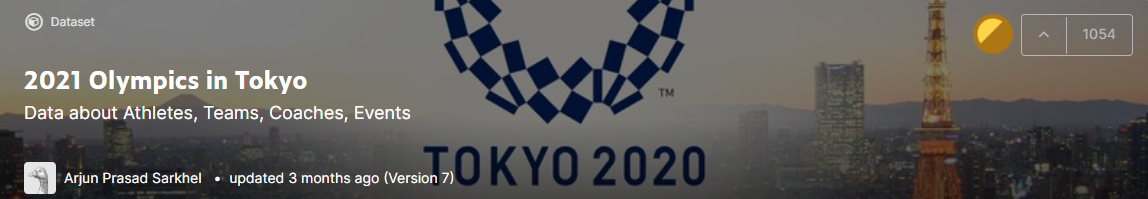 Dataset
1054
2021 Olympics in Tokyo
TM
Data about Athletes, Teams, Coaches, Events
TOKYO 2020
Arjun Prasad Sarkhel • updated 3 months ago (Version 7)